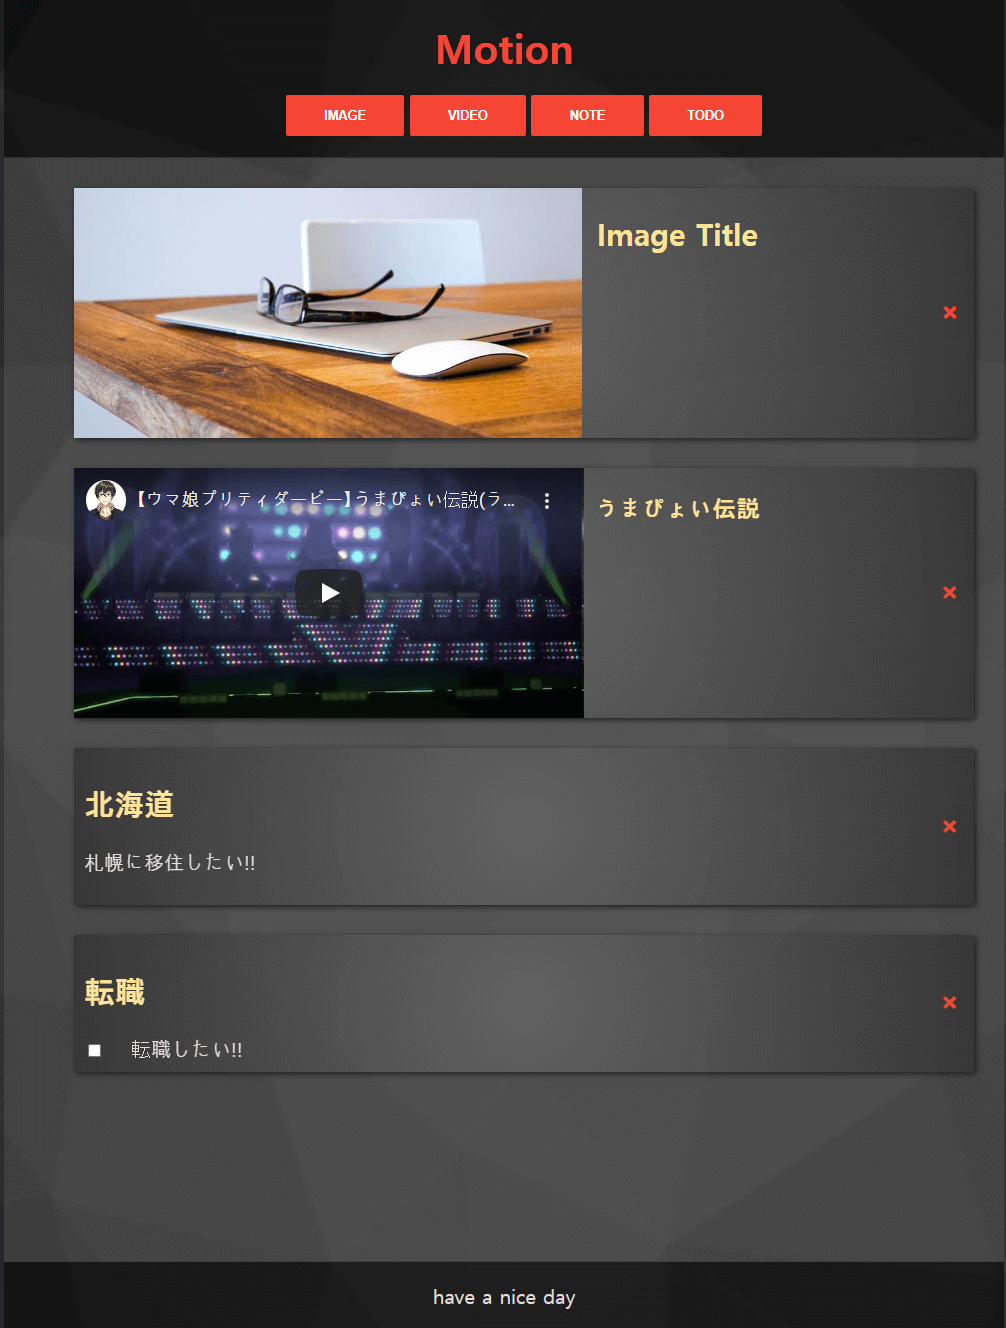 Motion
IMAGE VIDEO NOTE TODO
Image Title
【ウマ娘プリティダービー】うまぴょい伝説(ラ...
うまぴょい伝説
北海道
札幌に移住したい!!
転職
転職したい!!
have a nice day